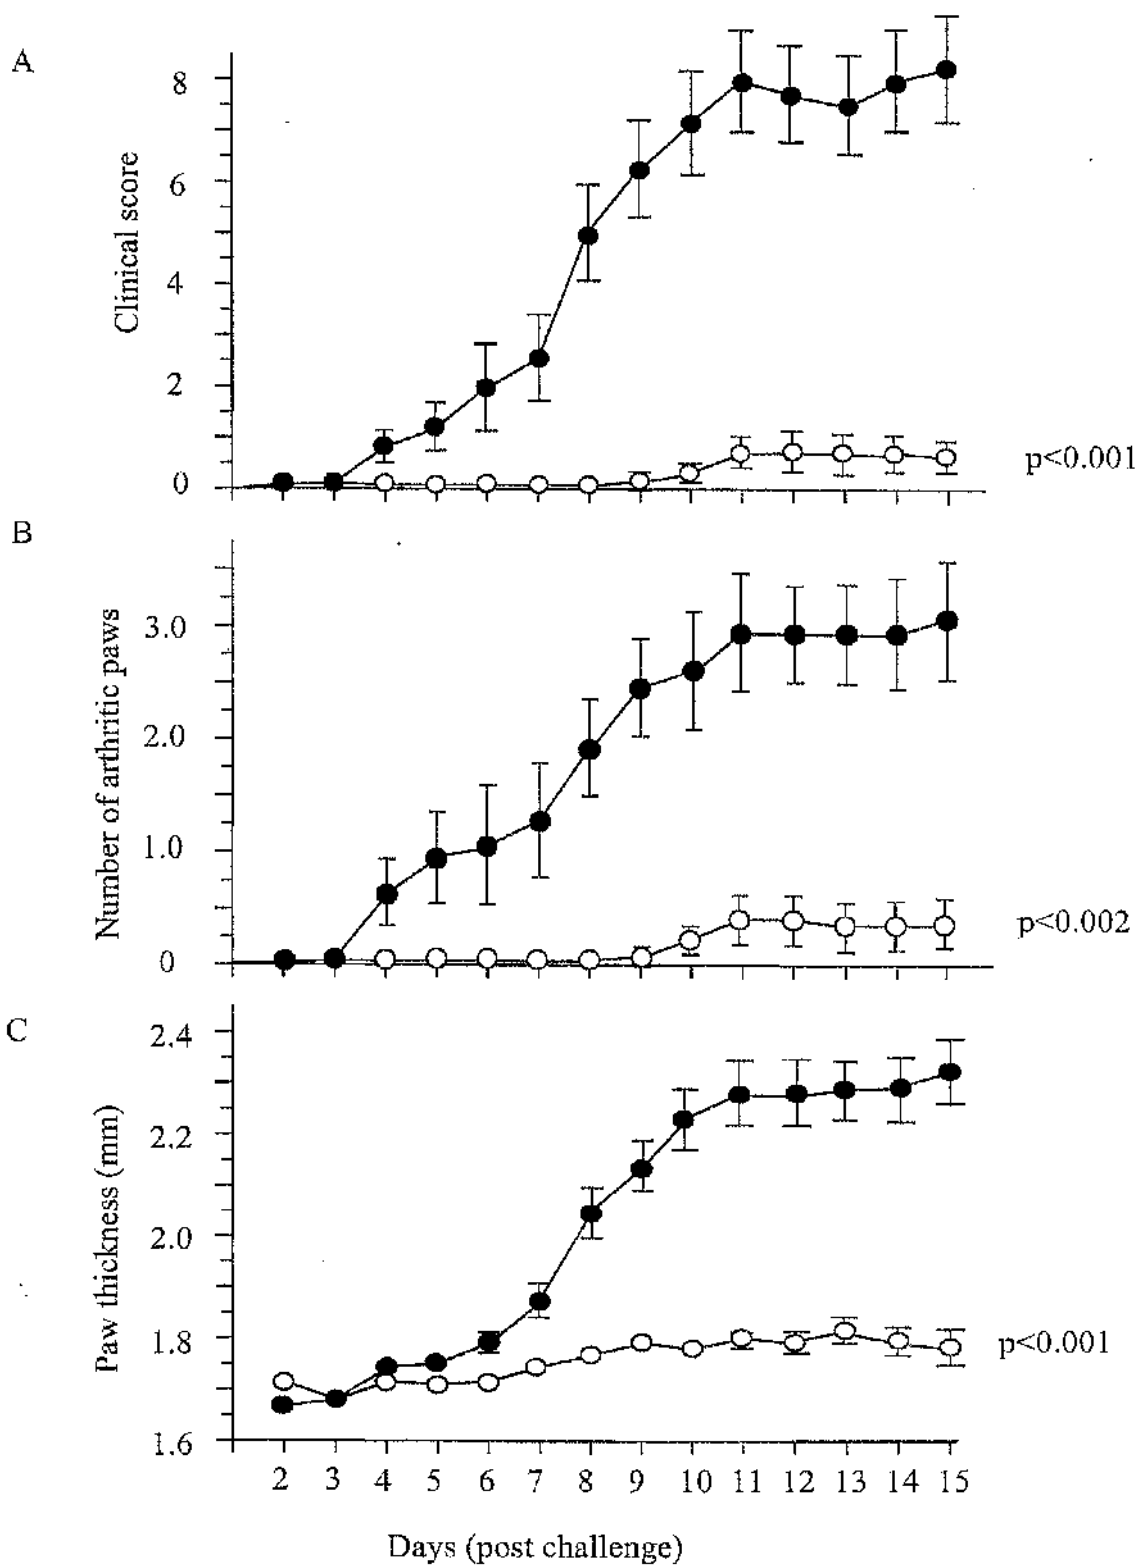 A
8
6
4
2
0
Clinical score
p<0.001
B
3.0
2.0
1.0
0
Number of arthritic paws
p<0.002
C
2.4
2.2
2.0
1.8
1.6
Paw thickness (mm)
p<0.001
2 3 4 5 6 7 8 9 10 11 12 13 14 15
Days (post challenge)